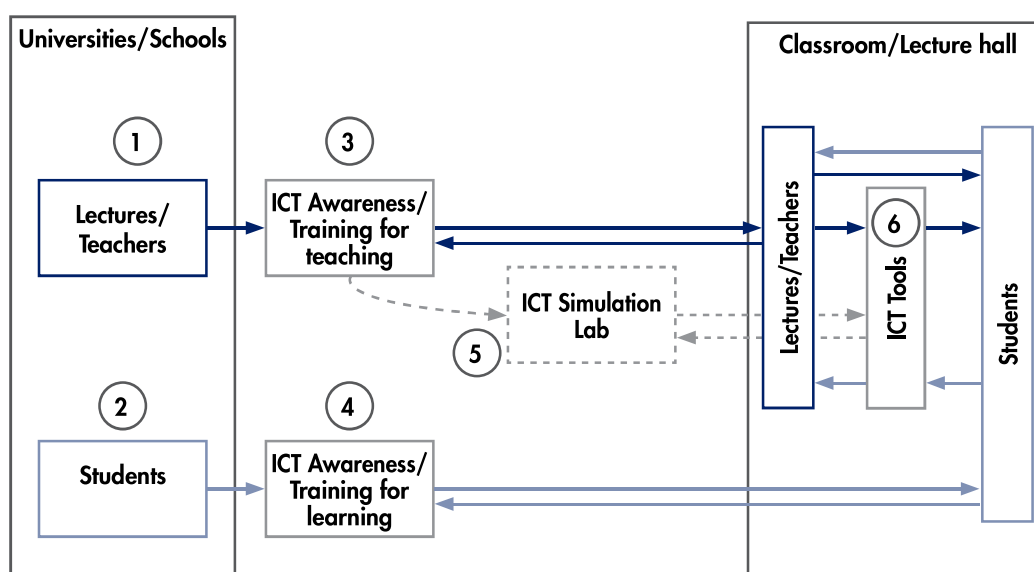 Universities/Schools
Classroom/Lecture hall
1
3
Lectures/
Teachers
ICT Awareness/
Training for
teaching
Lectures/Teachers
6
ICT Tools
Students
ICT Simulation
Lab
5
2
4
Students
ICT Awareness/
Training for
learning